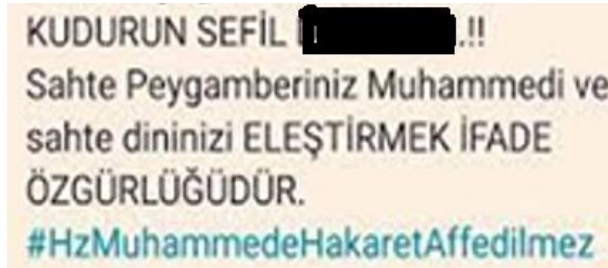 KUDURUN SEFİL .!!
Sahte Peygamberiniz Muhammedi ve
sahte dininizi ELEŞTİRMEK İFADE
ÖZGÜRLÜĞÜDÜR.
#HzMuhammedeHakaretAffedilmez